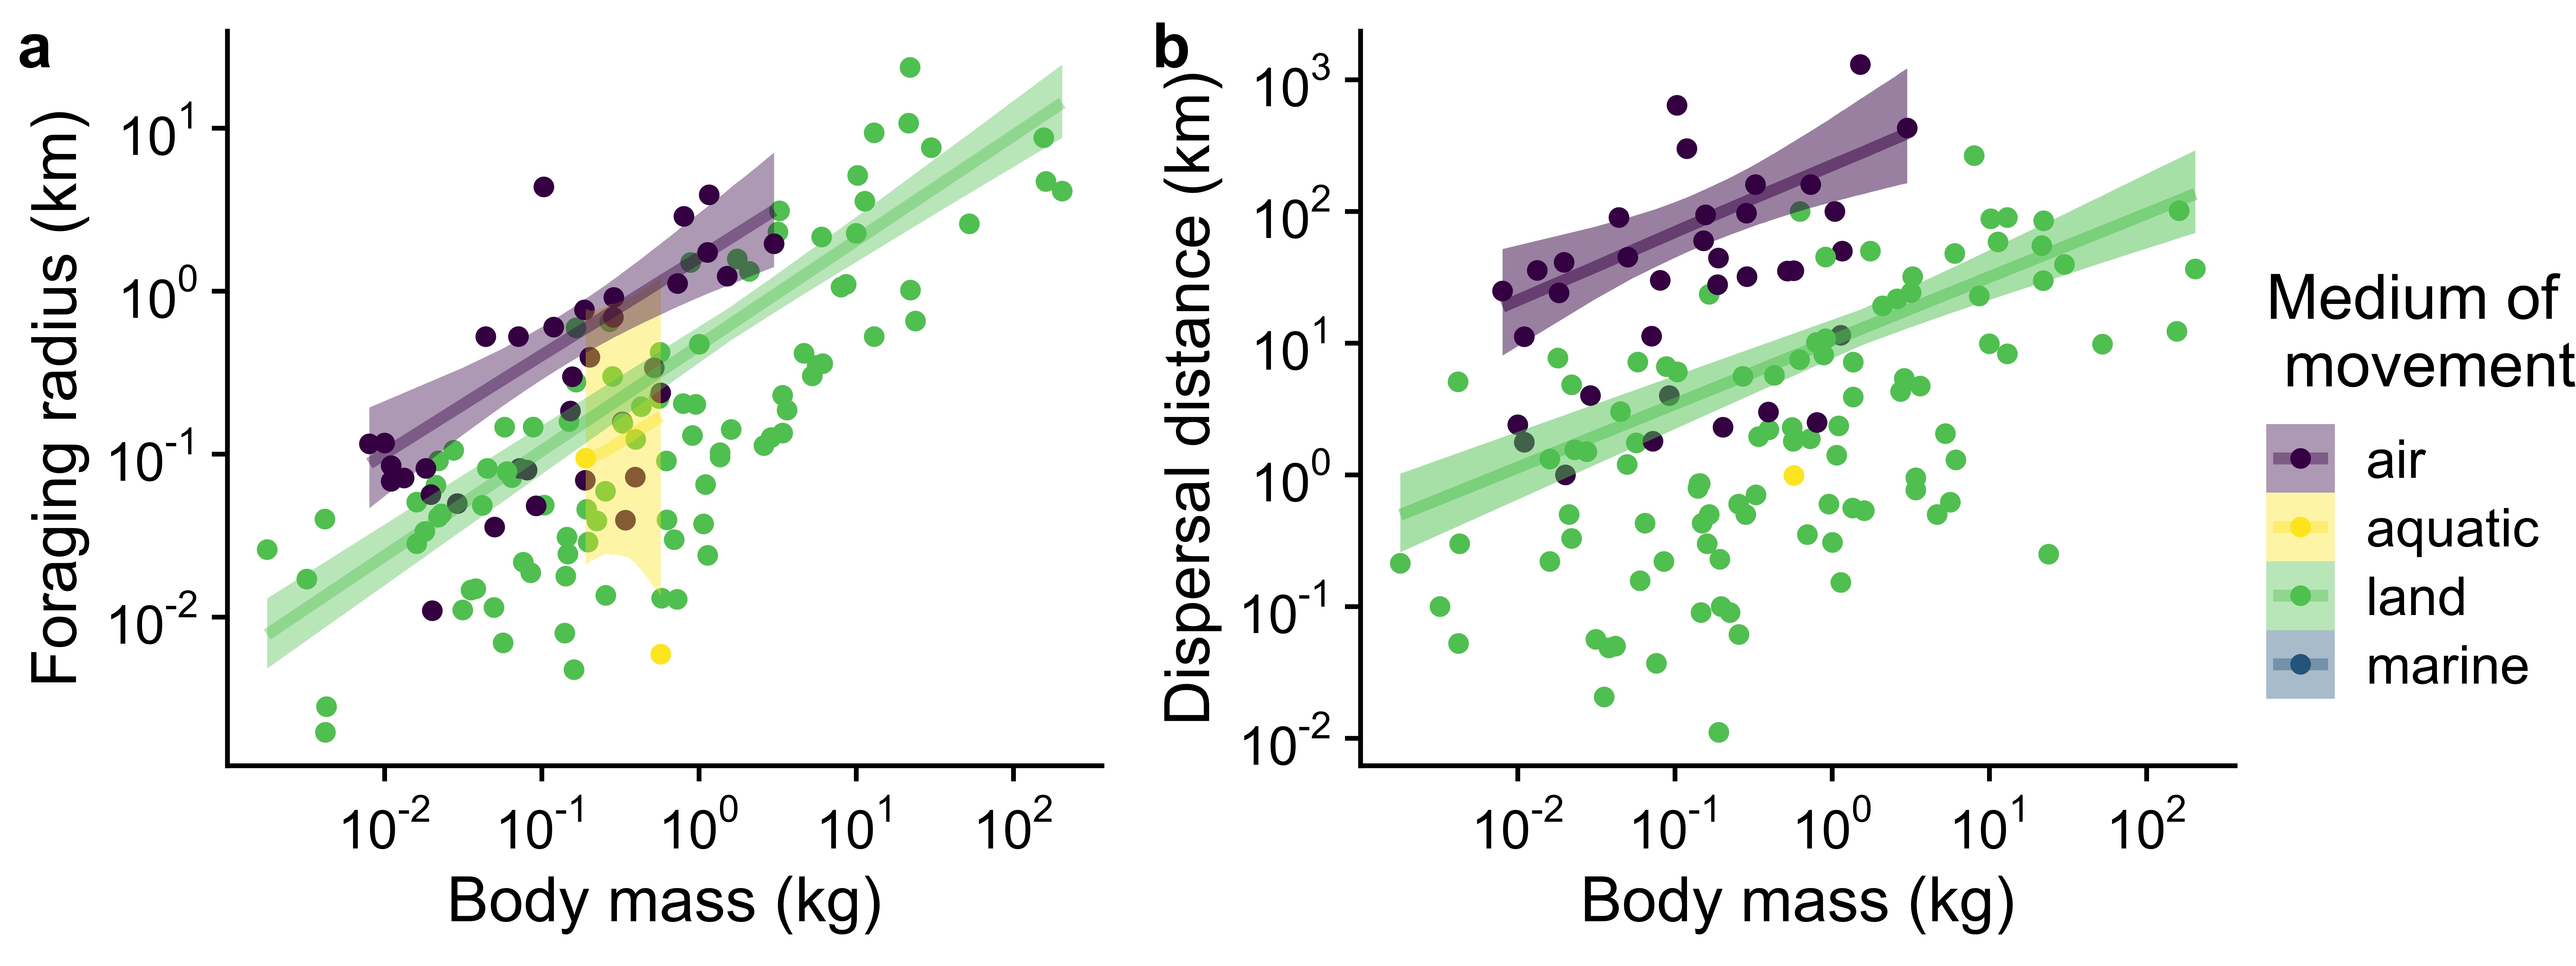 a
Foraging radius (km)
10^1
10^0
10^-1
10^-2
10^-2 10^-1 10^0 10^1 10^2
Body mass (kg)
b
Dispersal distance (km)
10^3
10^2
10^1
10^0
10^-1
10^-2
10^-2 10^-1 10^0 10^1 10^2
Body mass (kg)
Medium of
movement
air
aquatic
land
marine